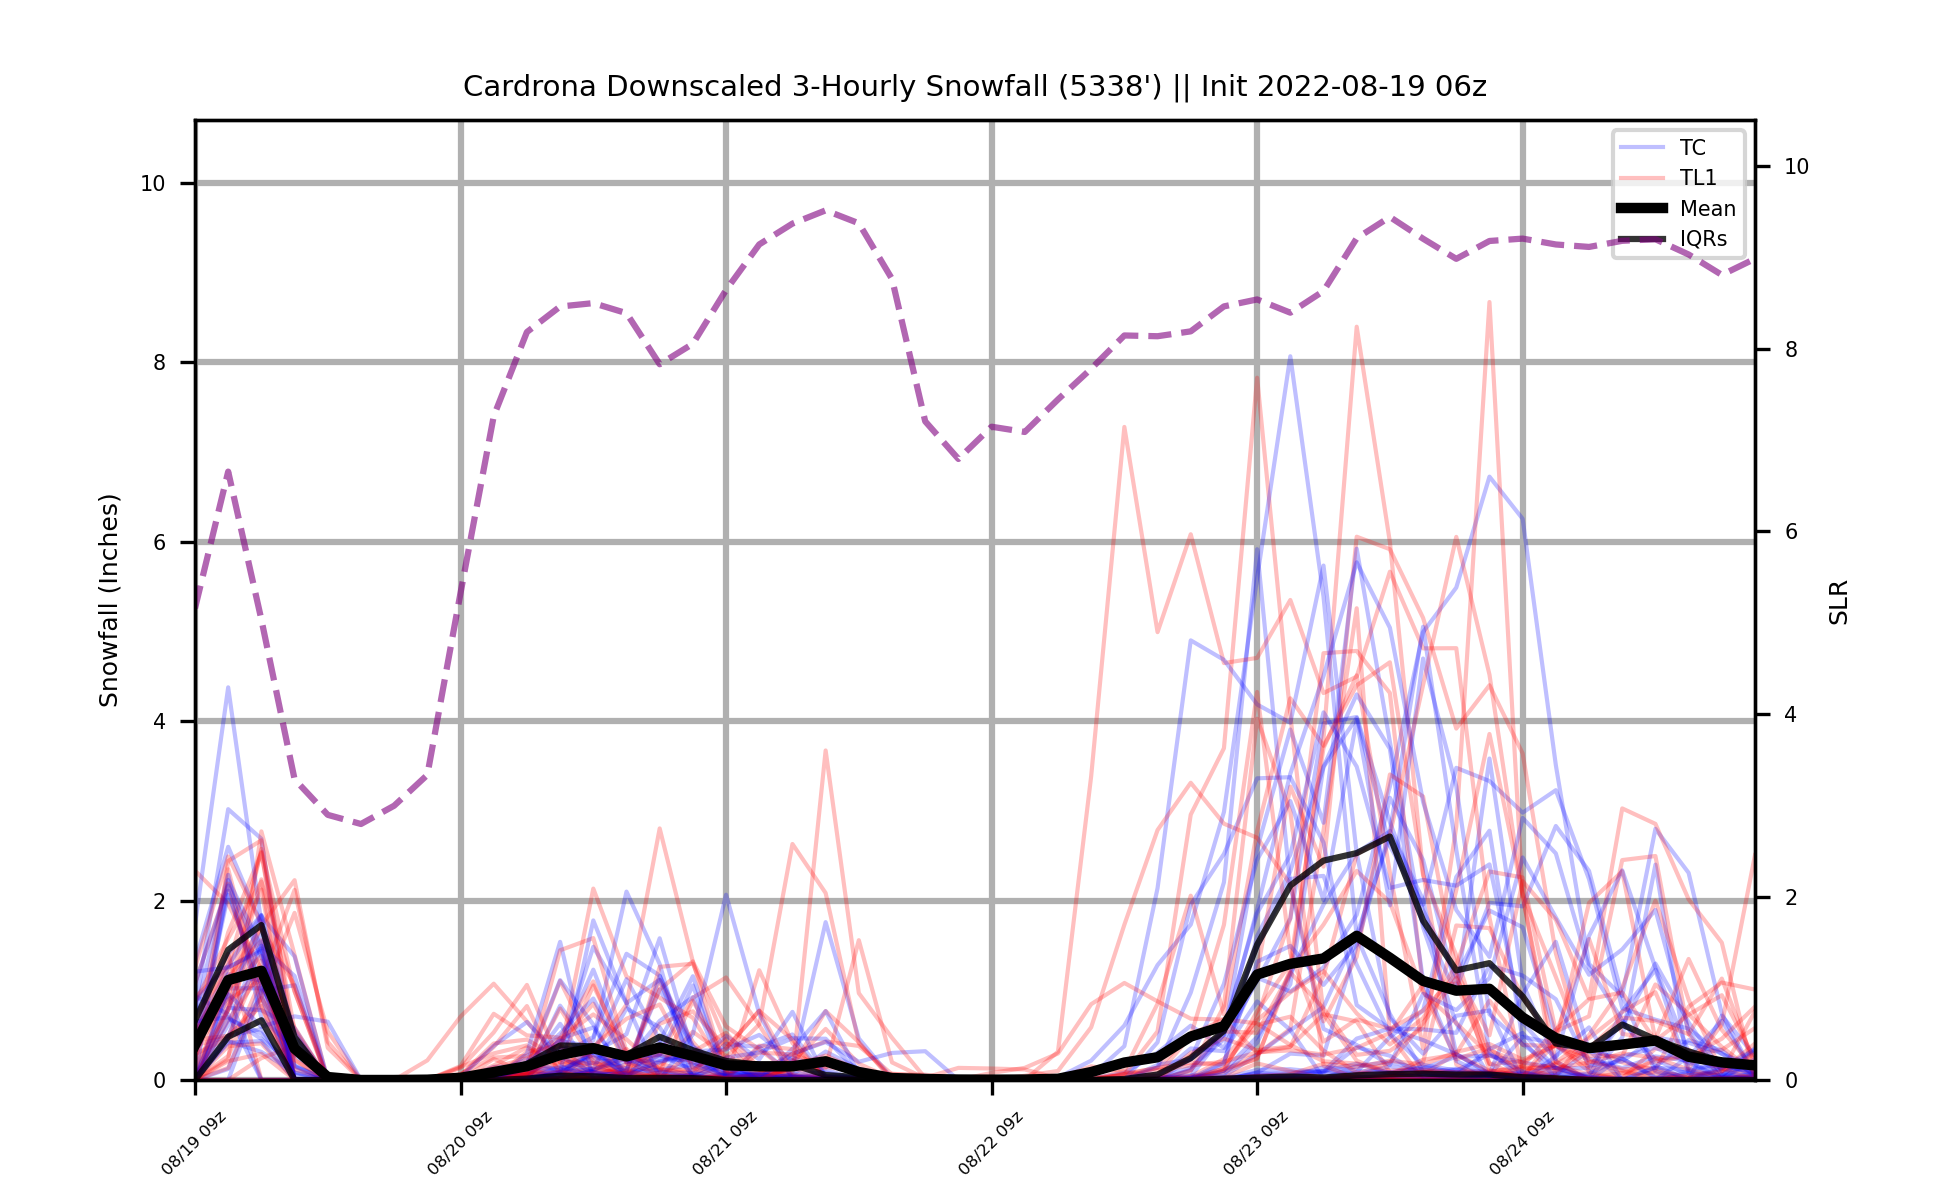 Cardrona Downscaled 3-Hourly Snowfall (5338') || Init 2022-08-19 06z
TC
TL1
Mean
IQRs
Snowfall (Inches)
10
8
6
4
2
0
SLR
10
8
6
4
2
0
08/19 09z
08/20 09z
08/21 09z
08/22 09z
08/23 09z
08/24 09z